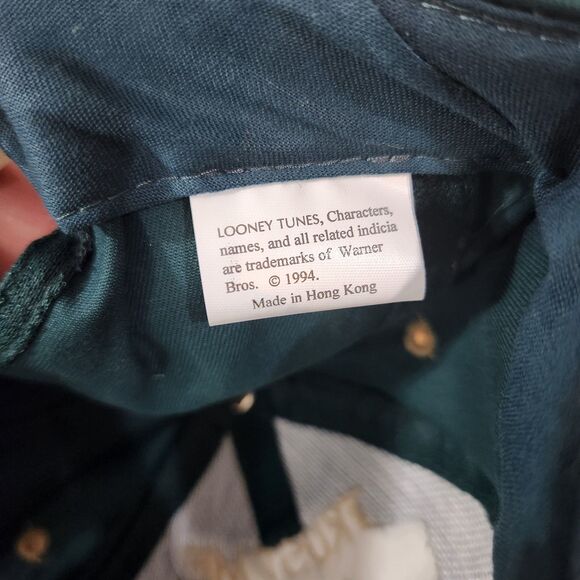 LOONEY TUNES, Characters,
names, and all related indicia
are trademarks of Warner
Bros. © 1994.
Made in Hong Kong